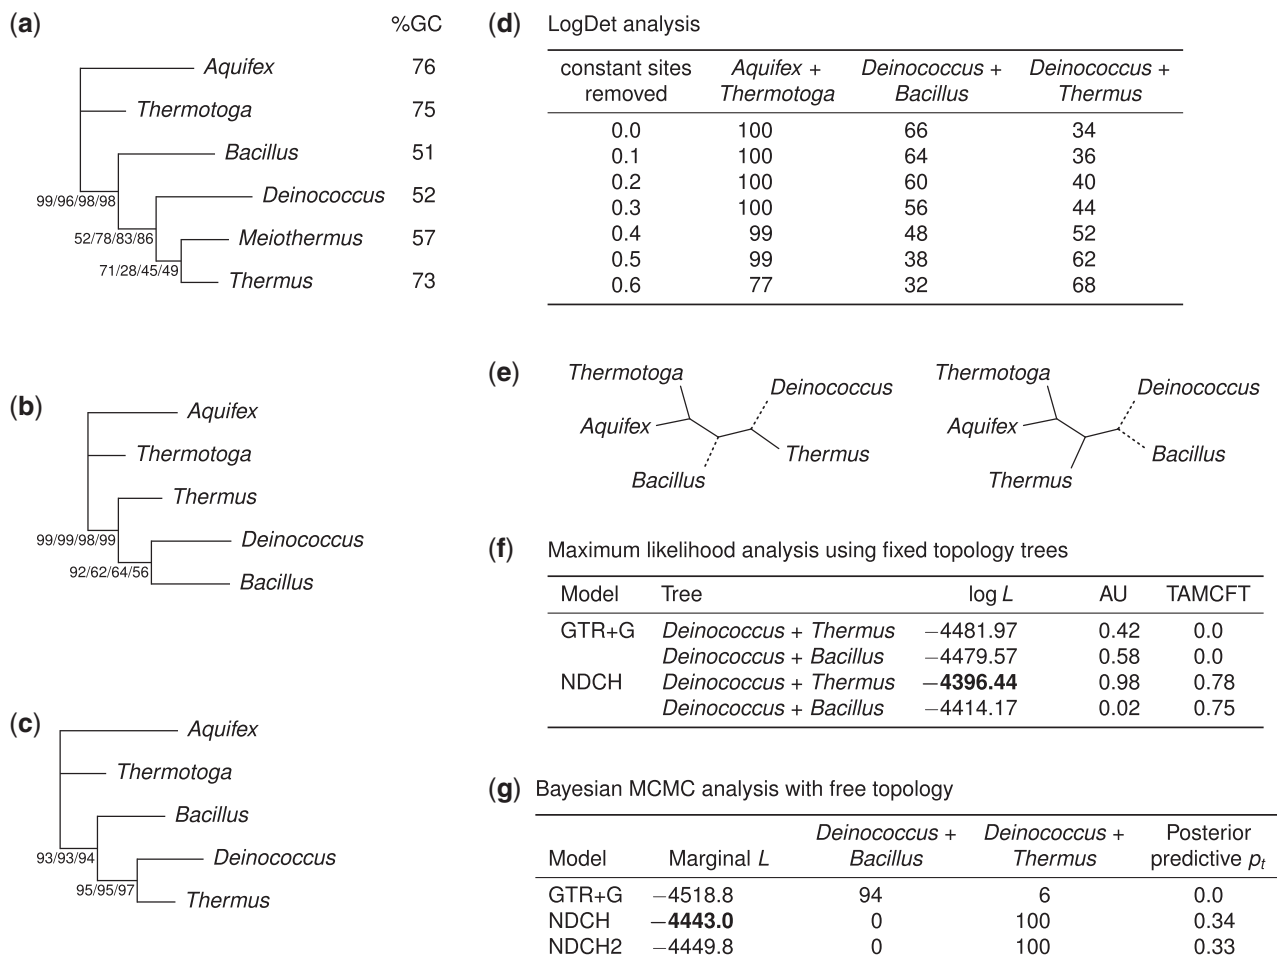 (a) %GC
Aquifex 76
Thermotoga 75
Bacillus 51
99/96/98/98
Deinococcus 52
52/78/83/86
Meiothermus 57
71/28/45/49
Thermus 73
(b)
Aquifex
Thermotoga
Thermus
99/99/98/99
Deinococcus
92/62/64/56
Bacillus
(c)
Aquifex
Thermotoga
Bacillus
93/93/94
Deinococcus
95/95/97
Thermus
(d) LogDet analysis
constant sites Aquifex + Deinococcus + Deinococcus +
removed Thermotoga Bacillus Thermus
0.0 100 66 34
0.1 100 64 36
0.2 100 60 40
0.3 100 56 44
0.4 99 48 52
0.5 99 38 62
0.6 77 32 68
(e)
Thermotoga
Deinococcus
Aquifex
Thermus
Bacillus
Thermotoga
Deinococcus
Aquifex
Bacillus
Thermus
(f) Maximum likelihood analysis using fixed topology trees
Model Tree log L AU TAMCFT
GTR+G Deinococcus + Thermus −4481.97 0.42 0.0
Deinococcus + Bacillus −4479.57 0.58 0.0
NDCH Deinococcus + Thermus −4396.44 0.98 0.78
Deinococcus + Bacillus −4414.17 0.02 0.75
(g) Bayesian MCMC analysis with free topology
Deinococcus + Deinococcus + Posterior
Model Marginal L Bacillus Thermus predictive pt
GTR+G −4518.8 94 6 0.0
NDCH −4443.0 0 100 0.34
NDCH2 −4449.8 0 100 0.33